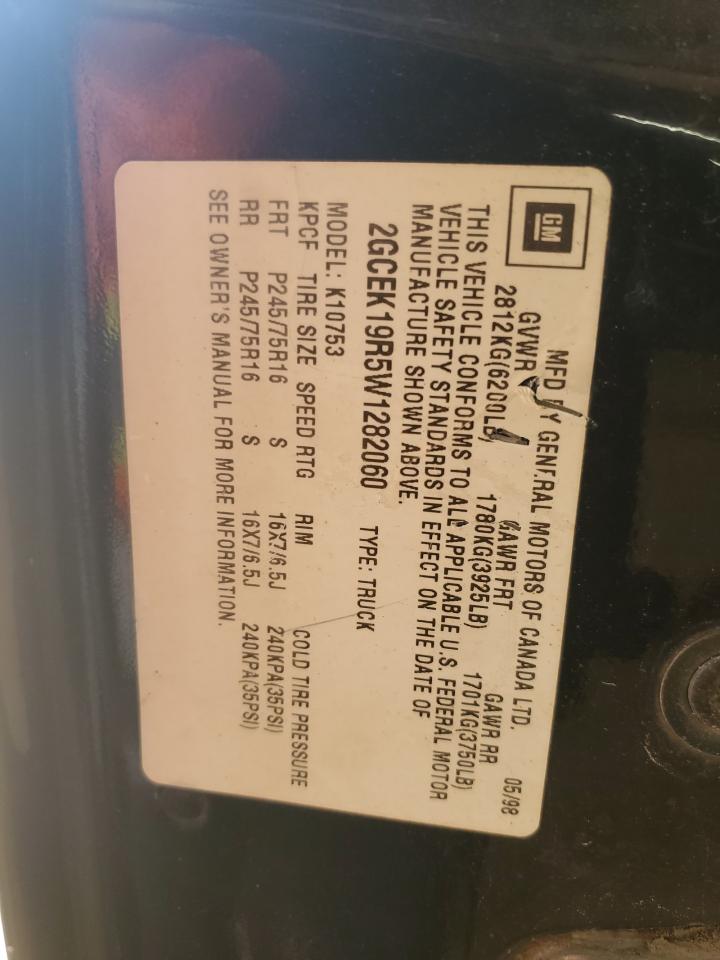 GM
MFD BY GENERAL MOTORS OF CANADA LTD.
GVWR GAWR FRT GAWR RR 05/98
2812KG(6200LB) 1780KG(3925LB) 1701KG(3750LB)
THIS VEHICLE CONFORMS TO ALL APPLICABLE U.S. FEDERAL MOTOR
VEHICLE SAFETY STANDARDS IN EFFECT ON THE DATE OF
MANUFACTURE SHOWN ABOVE.
2GCEK19R5W1282060 TYPE: TRUCK
MODEL: K10753
KPCF TIRE SIZE SPEED RTG RIM COLD TIRE PRESSURE
FRT P245/75R16 S 16X7/6.5J 240KPA(35PSI)
RR P245/75R16 S 16X7/6.5J 240KPA(35PSI)
SEE OWNER'S MANUAL FOR MORE INFORMATION.